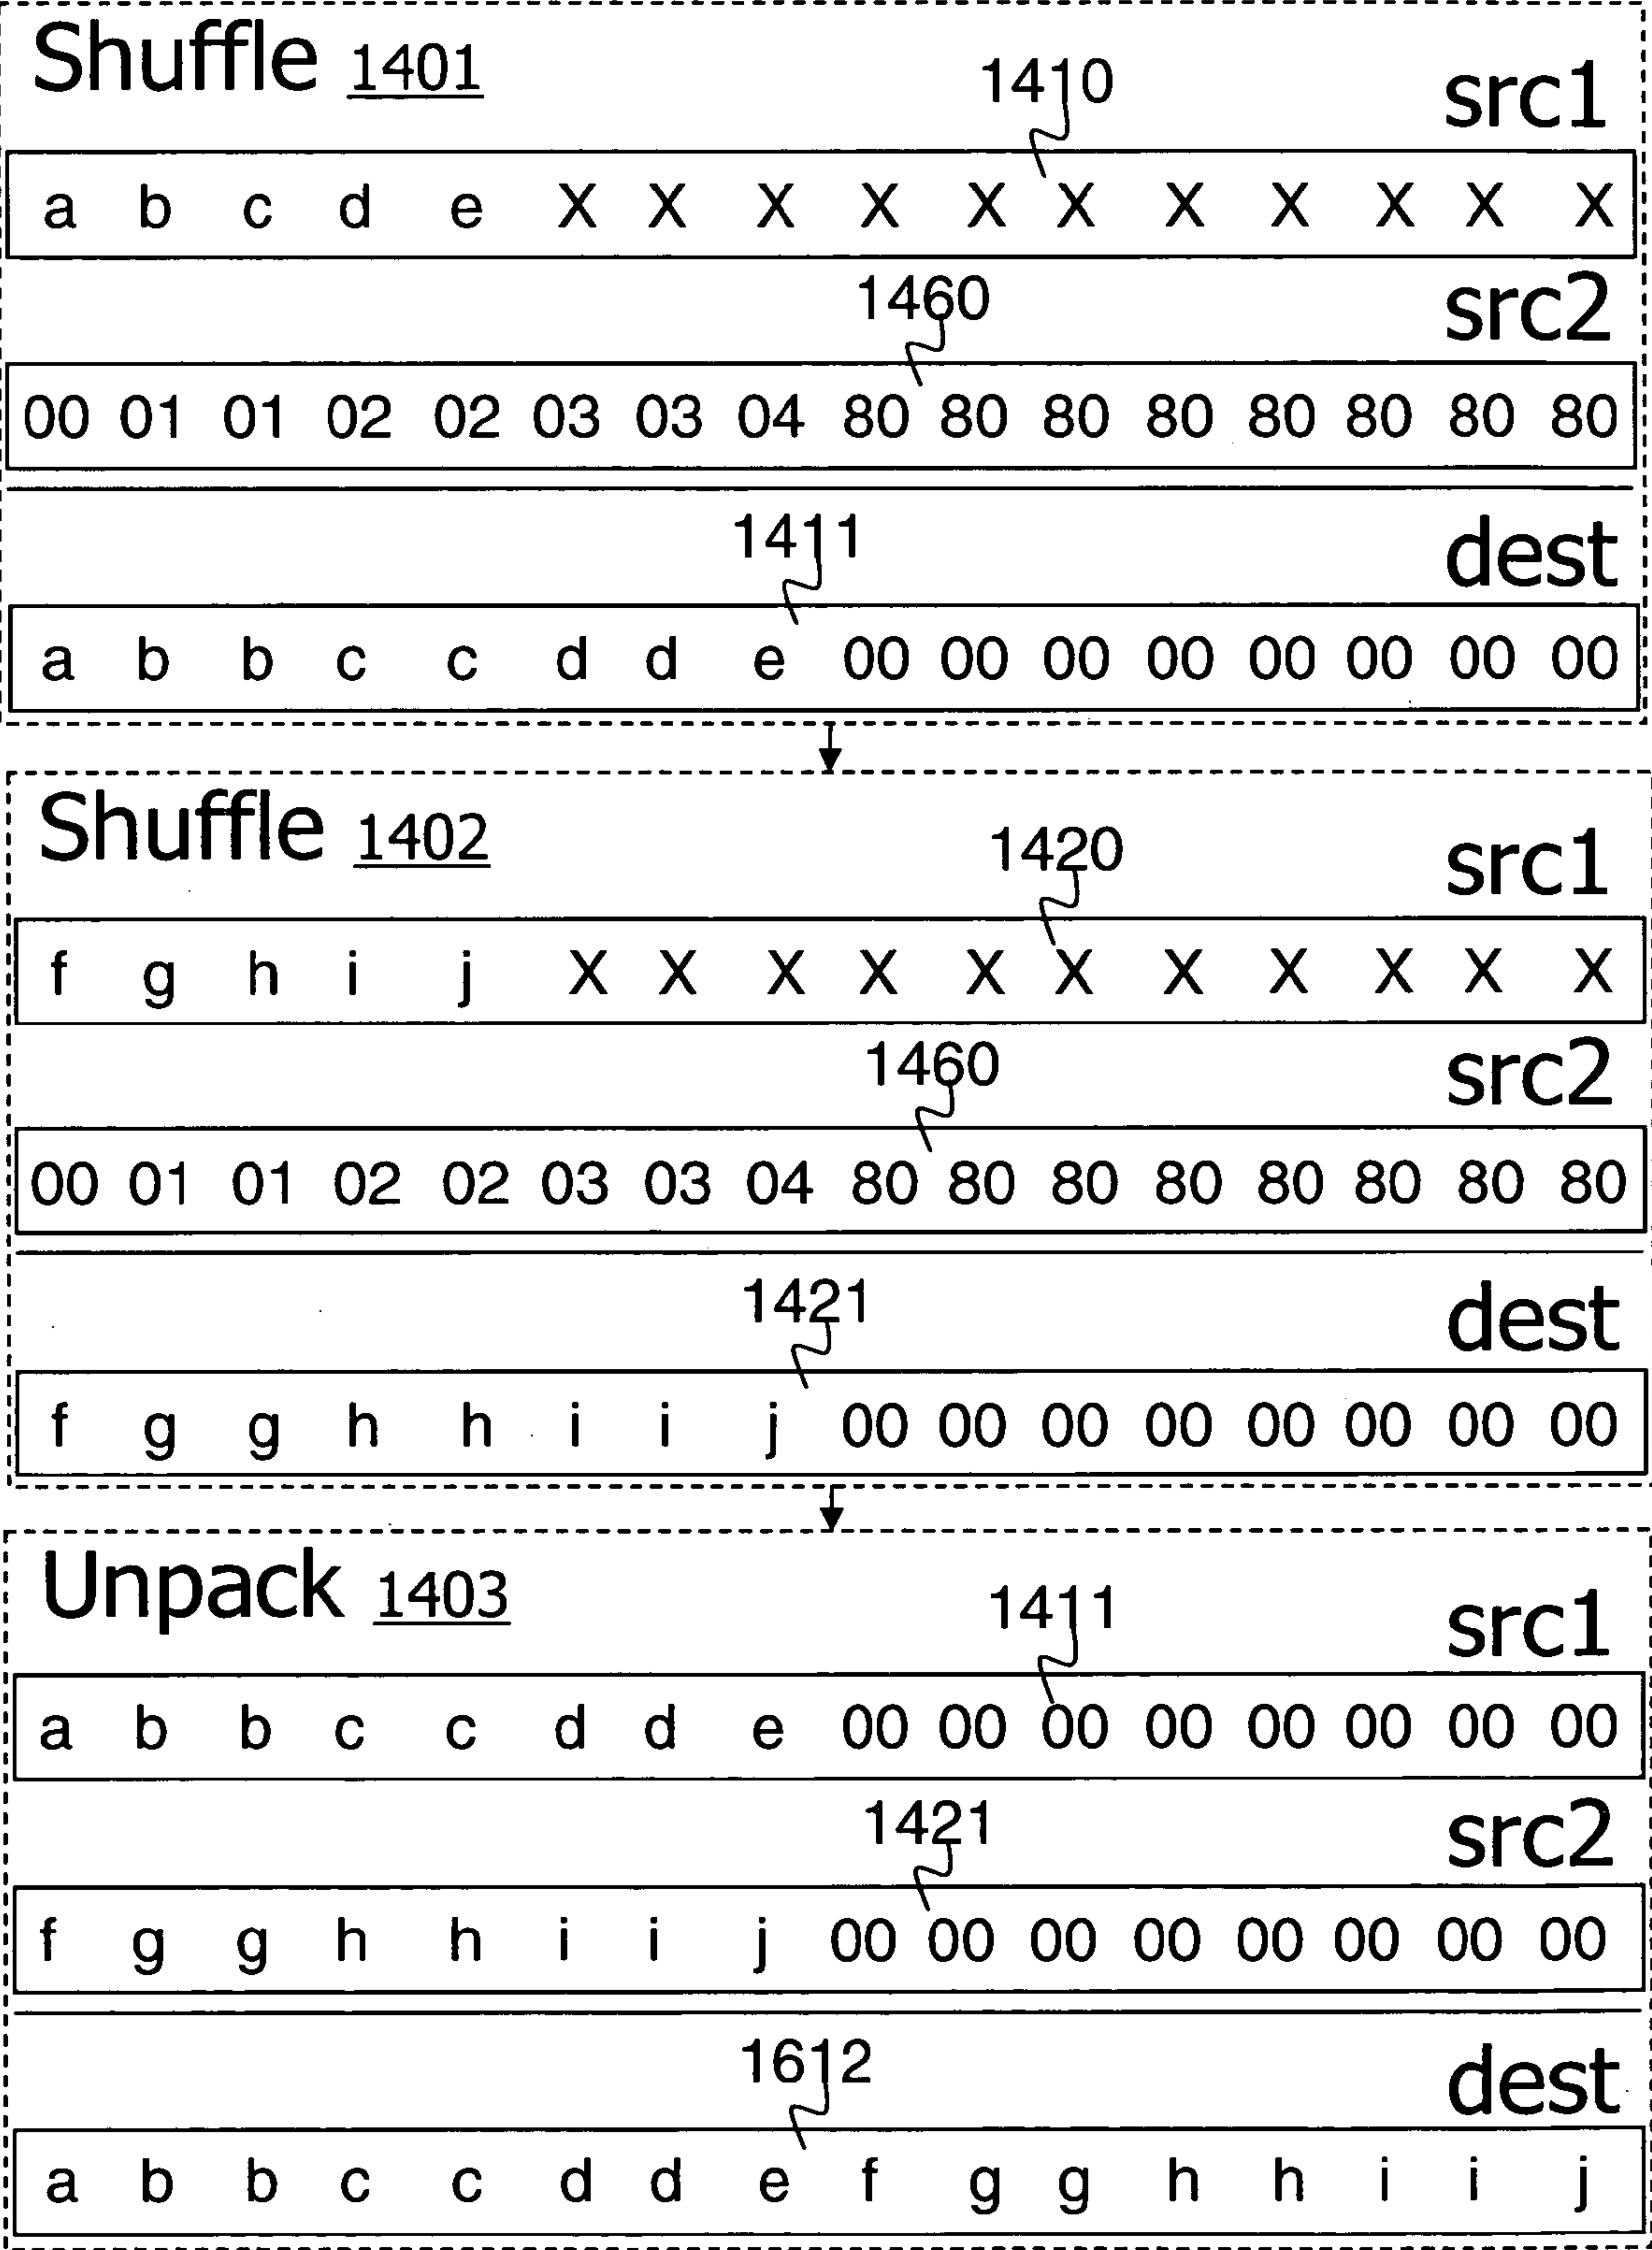 Shuffle 1401
1410 src1
a b c d e X X X X X X X X X X X
1460 src2
00 01 01 02 02 03 03 04 80 80 80 80 80 80 80 80
1411 dest
a b b c c d d e 00 00 00 00 00 00 00 00
Shuffle 1402
1420 src1
f g h i j X X X X X X X X X X X
1460 src2
00 01 01 02 02 03 03 04 80 80 80 80 80 80 80 80
1421 dest
f g g h h i i j 00 00 00 00 00 00 00 00
Unpack 1403
1411 src1
a b b c c d d e 00 00 00 00 00 00 00 00
1421 src2
f g g h h i i j 00 00 00 00 00 00 00 00
1612 dest
a b b c c d d e f g g h h i i j